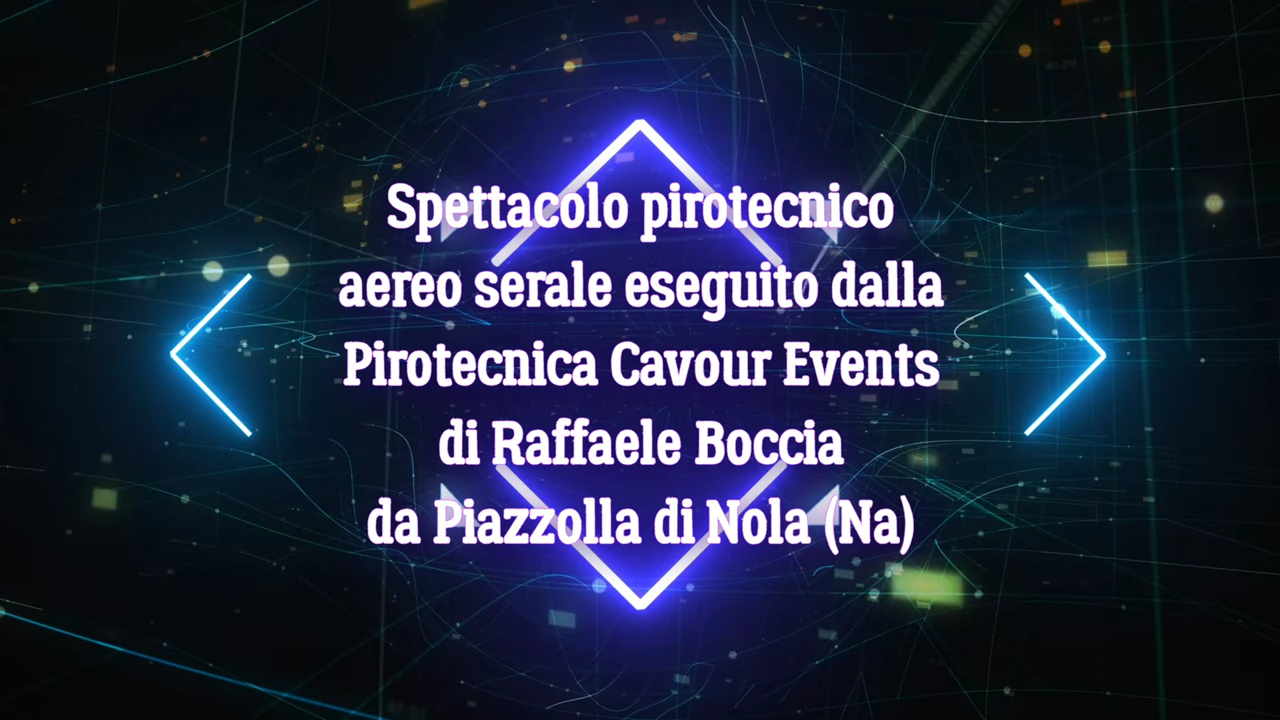 Spettacolo pirotecnico
aereo serale eseguito dalla
Pirotecnica Cavour Events
di Raffaele Boccia
da Piazzolla di Nola (Na)